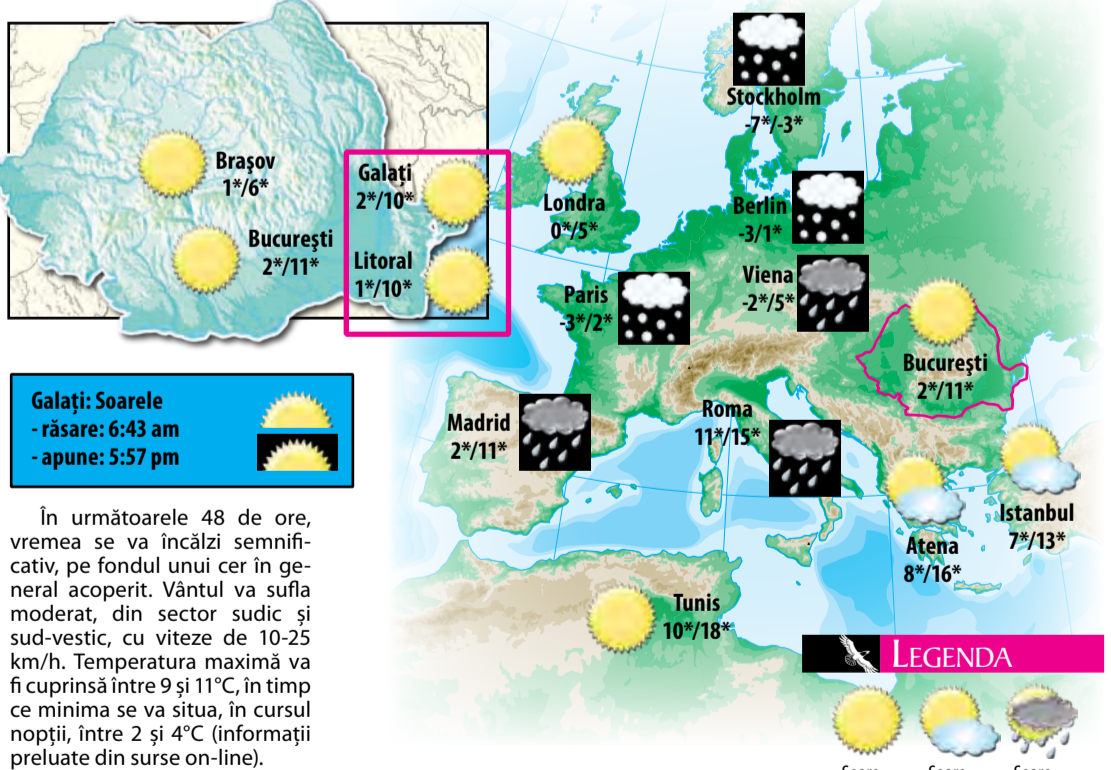 Brașov
1*/6*
București
2*/11*
Galați
2*/10*
Litoral
1*/10*
Stockholm
-7*/-3*
Londra
0*/5*
Berlin
-3/1*
Viena
-2*/5*
Paris
-3*/2*
București
2*/11*
Madrid
2*/11*
Roma
11*/15*
Istanbul
7*/13*
Atena
8*/16*
Tunis
10*/18*
Galați: Soarele
- răsare: 6:43 am
- apune: 5:57 pm
În următoarele 48 de ore,
vremea se va încălzi semnifi-
cativ, pe fondul unui cer în ge-
neral acoperit. Vântul va sufla
moderat, din sector sudic și
sud-vestic, cu viteze de 10-25
km/h. Temperatura maximă va
fi cuprinsă între 9 și 11°C, în timp
ce minima se va situa, în cursul
nopții, între 2 și 4°C (informații
preluate din surse on-line).
LEGENDA